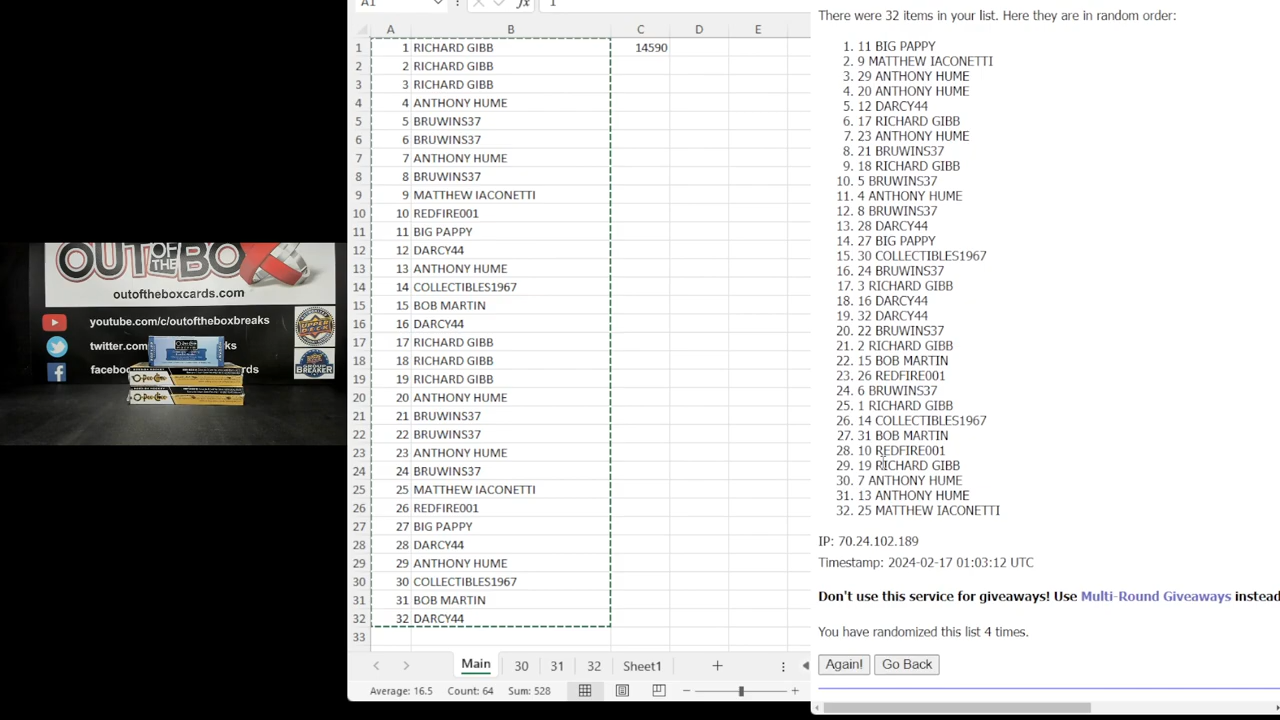 OUT OF THE BOX
outoftheboxcards.com
youtube.com/c/outoftheboxbreaks
UPPER DECK
O-Pee-Chee
O-Pee-Chee
A1
fx
1
A B C D E
1 1 RICHARD GIBB 14590
2 2 RICHARD GIBB
3 3 RICHARD GIBB
4 4 ANTHONY HUME
5 5 BRUWINS37
6 6 BRUWINS37
7 7 ANTHONY HUME
8 8 BRUWINS37
9 9 MATTHEW IACONETTI
10 10 REDFIRE001
11 11 BIG PAPPY
12 12 DARCY44
13 13 ANTHONY HUME
14 14 COLLECTIBLES1967
15 15 BOB MARTIN
16 16 DARCY44
17 17 RICHARD GIBB
18 18 RICHARD GIBB
19 19 RICHARD GIBB
20 20 ANTHONY HUME
21 21 BRUWINS37
22 22 BRUWINS37
23 23 ANTHONY HUME
24 24 BRUWINS37
25 25 MATTHEW IACONETTI
26 26 REDFIRE001
27 27 BIG PAPPY
28 28 DARCY44
29 29 ANTHONY HUME
30 30 COLLECTIBLES1967
31 31 BOB MARTIN
32 32 DARCY44
33
Main 30 31 32 Sheet1
Average: 16.5 Count: 64 Sum: 528
There were 32 items in your list. Here they are in random order:
1. 11 BIG PAPPY
2. 9 MATTHEW IACONETTI
3. 29 ANTHONY HUME
4. 20 ANTHONY HUME
5. 12 DARCY44
6. 17 RICHARD GIBB
7. 23 ANTHONY HUME
8. 21 BRUWINS37
9. 18 RICHARD GIBB
10. 5 BRUWINS37
11. 4 ANTHONY HUME
12. 8 BRUWINS37
13. 28 DARCY44
14. 27 BIG PAPPY
15. 30 COLLECTIBLES1967
16. 24 BRUWINS37
17. 3 RICHARD GIBB
18. 16 DARCY44
19. 32 DARCY44
20. 22 BRUWINS37
21. 2 RICHARD GIBB
22. 15 BOB MARTIN
23. 26 REDFIRE001
24. 6 BRUWINS37
25. 1 RICHARD GIBB
26. 14 COLLECTIBLES1967
27. 31 BOB MARTIN
28. 10 REDFIRE001
29. 19 RICHARD GIBB
30. 7 ANTHONY HUME
31. 13 ANTHONY HUME
32. 25 MATTHEW IACONETTI
IP: 70.24.102.189
Timestamp: 2024-02-17 01:03:12 UTC
Don't use this service for giveaways! Use Multi-Round Giveaways instead
You have randomized this list 4 times.
Again! Go Back